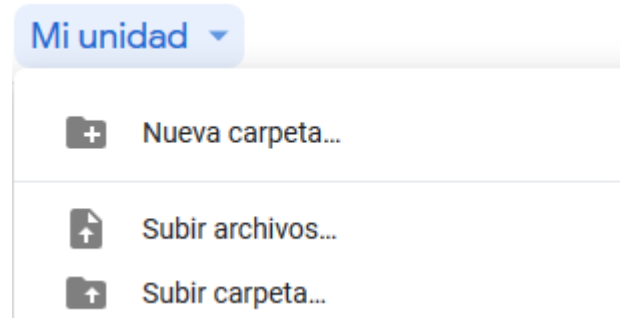 Mi unidad
Nueva carpeta...
Subir archivos...
Subir carpeta...